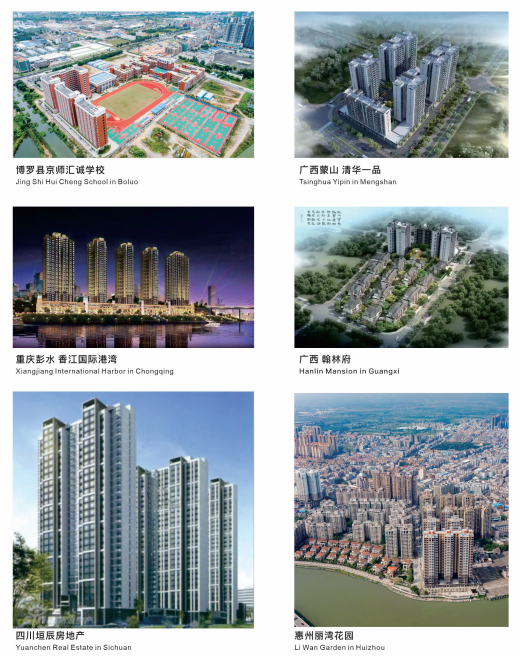 博罗县京师汇诚学校
Jing Shi Hui Cheng School in Boluo
广西蒙山 清华一品
Tsinghua Yipin in Mengshan
重庆彭水 香江国际港湾
Xiangjiang International Harbor in Chongqing
广西 翰林府
Hanlin Mansion in Guangxi
四川垣辰房地产
Yuanchen Real Estate in Sichuan
惠州丽湾花园
Li Wan Garden in Huizhou